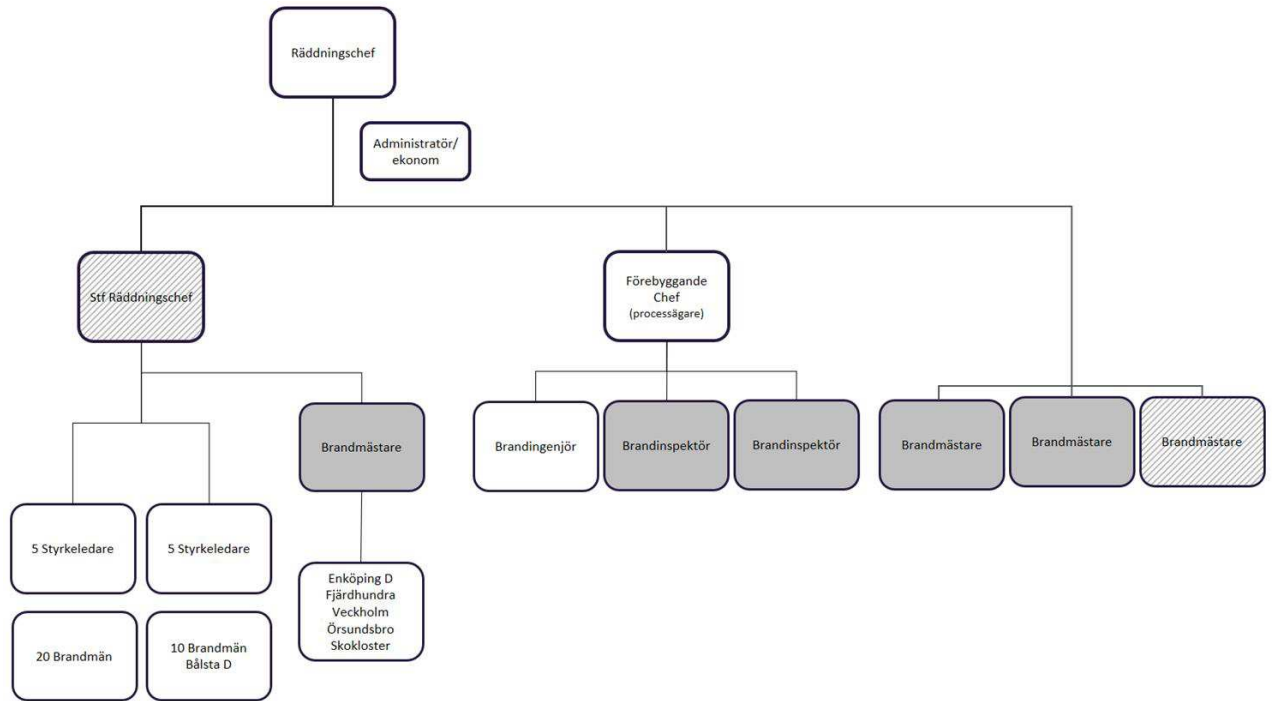 Räddningschef
Administratör/
ekonom
Stf Räddningschef
Förebyggande
Chef
(processägare)
Brandmästare
Brandingenjör
Brandinspektör
Brandinspektör
Brandmästare
Brandmästare
Brandmästare
5 Styrkeledare
5 Styrkeledare
Enköping D
Fjärdhundra
Veckholm
Örsundsbro
Skokloster
20 Brandmän
10 Brandmän
Bålsta D